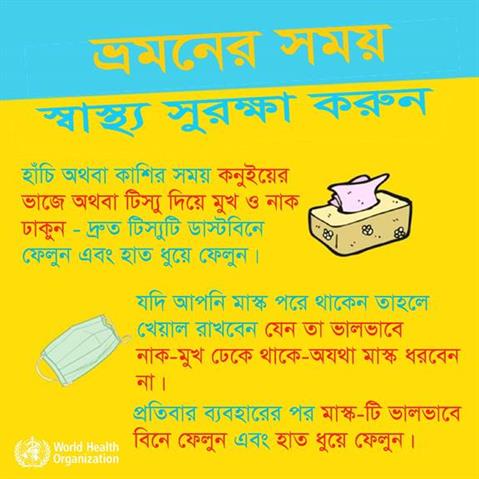 ভ্রমনের সময়
স্বাস্থ্য সুরক্ষা করুন
হাঁচি অথবা কাশির সময় কনুইয়ের
ভাজে অথবা টিস্যু দিয়ে মুখ ও নাক
ঢাকুন - দ্রুত টিস্যুটি ডাস্টবিনে
ফেলুন এবং হাত ধুয়ে ফেলুন।
যদি আপনি মাস্ক পরে থাকেন তাহলে
খেয়াল রাখবেন যেন তা ভালভাবে
নাক-মুখ ঢেকে থাকে-অযথা মাস্ক ধরবেন
না।
প্রতিবার ব্যবহারের পর মাস্ক-টি ভালভাবে
বিনে ফেলুন এবং হাত ধুয়ে ফেলুন।
World Health
Organization